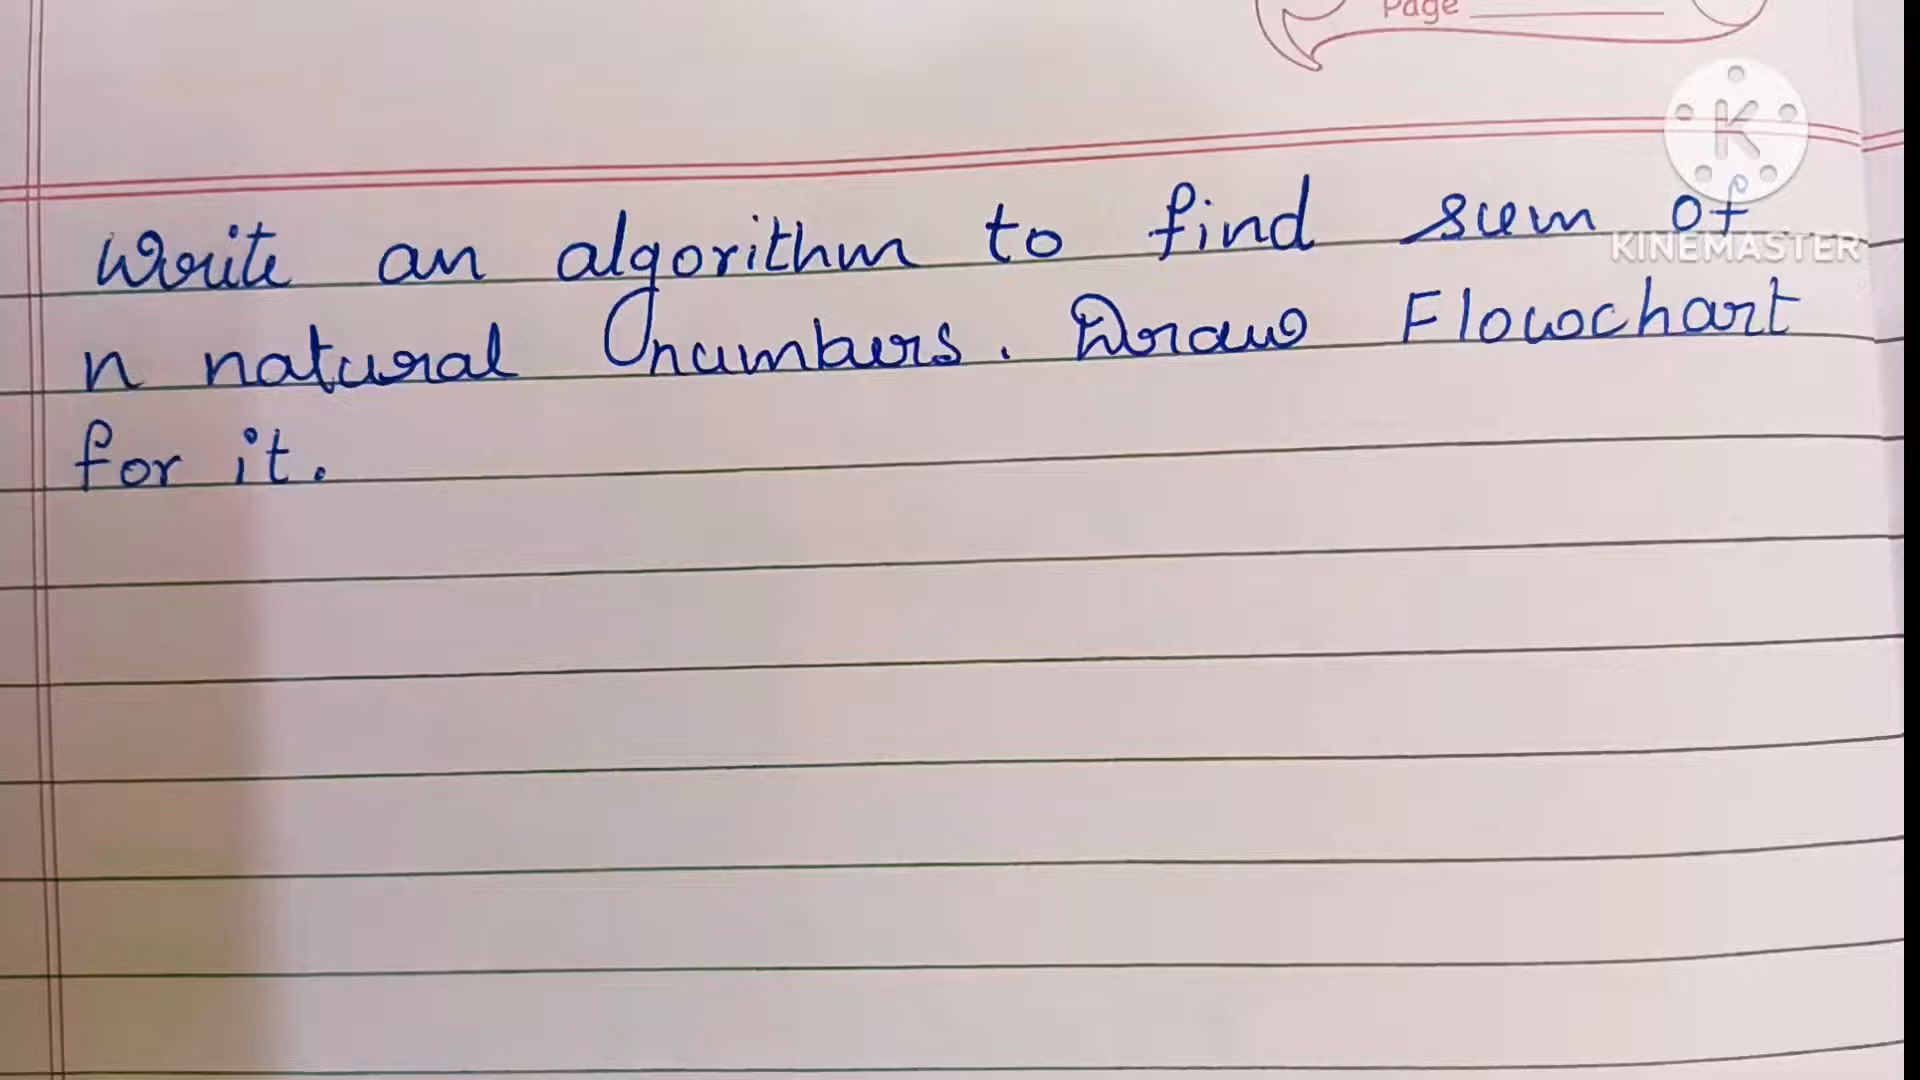 Page
Write an algorithm to find sum of
KINEMASTER
n natural numbers. Draw Flowchart
for it.